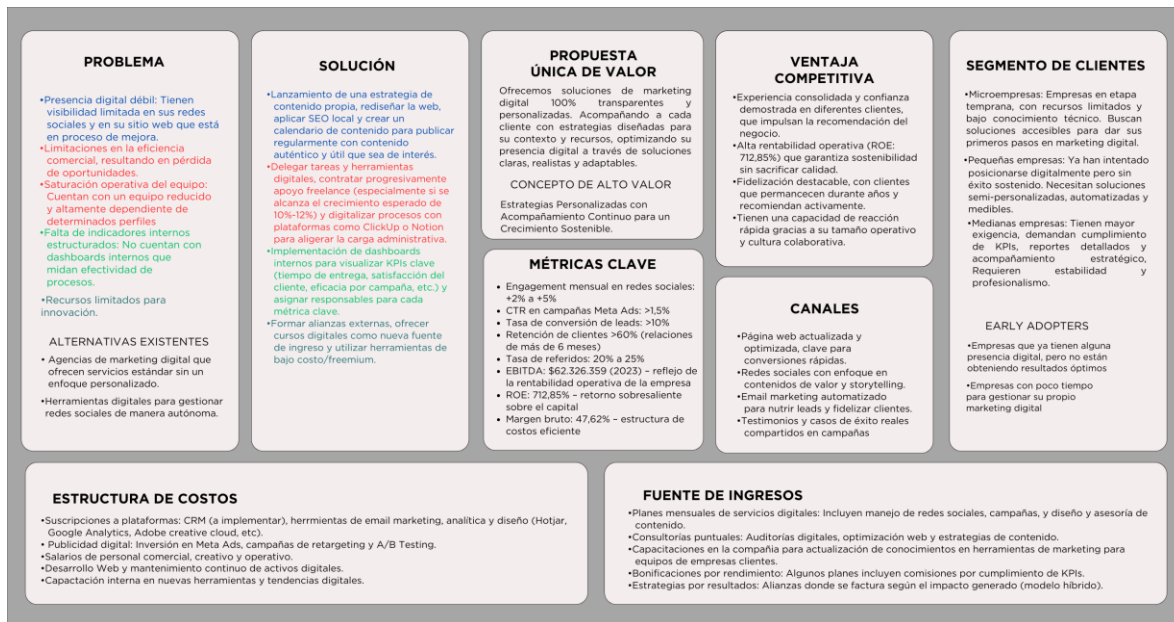 PROBLEMA
•Presencia digital débil: Tienen
visibilidad limitada en sus redes
sociales y en su sitio web que está
en proceso de mejora.
•Limitaciones en la eficiencia
comercial, resultando en pérdida
de oportunidades.
•Saturación operativa del equipo:
Cuentan con un equipo reducido
y altamente dependiente de
determinados perfiles
•Falta de indicadores internos
estructurados: No cuentan con
dashboards internos que
midan efectividad de
procesos.
•Recursos limitados para
innovación.
ALTERNATIVAS EXISTENTES
• Agencias de marketing digital que
ofrecen servicios estándar sin un
enfoque personalizado.
•Herramientas digitales para gestionar
redes sociales de manera autónoma.
SOLUCIÓN
•Lanzamiento de una estrategia de
contenido propia, rediseñar la web,
aplicar SEO local y crear un
calendario de contenido para publicar
regularmente con contenido
auténtico y útil que sea de interés.
•Delegar tareas y herramientas
digitales, contratar progresivamente
apoyo freelance (especialmente si se
alcanza el crecimiento esperado de
10%-12%) y digitalizar procesos con
plataformas como ClickUp o Notion
para aligerar la carga administrativa.
•Implementación de dashboards
internos para visualizar KPIs clave
(tiempo de entrega, satisfacción del
cliente, eficacia por campaña, etc.) y
asignar responsables para cada
métrica clave.
•Formar alianzas externas, ofrecer
cursos digitales como nueva fuente
de ingreso y utilizar herramientas de
bajo costo/freemium.
PROPUESTA
ÚNICA DE VALOR
Ofrecemos soluciones de marketing
digital 100% transparentes y
personalizadas. Acompañando a cada
cliente con estrategias diseñadas para
su contexto y recursos, optimizando su
presencia digital a través de soluciones
claras, realistas y adaptables.
CONCEPTO DE ALTO VALOR
Estrategias Personalizadas con
Acompañamiento Continuo para un
Crecimiento Sostenible.
MÉTRICAS CLAVE
• Engagement mensual en redes sociales:
+2% a +5%
• CTR en campañas Meta Ads: >1,5%
• Tasa de conversión de leads: >10%
• Retención de clientes >60% (relaciones
de más de 6 meses)
• Tasa de referidos: 20% a 25%
• EBITDA: $62.326.359 (2023) – reflejo de
la rentabilidad operativa de la empresa
• ROE: 712,85% – retorno sobresaliente
sobre el capital
• Margen bruto: 47,62% – estructura de
costos eficiente
VENTAJA
COMPETITIVA
•Experiencia consolidada y confianza
demostrada en diferentes clientes,
que impulsan la recomendación del
negocio.
•Alta rentabilidad operativa (ROE:
712,85%) que garantiza sostenibilidad
sin sacrificar calidad.
•Fidelización destacable, con clientes
que permancecen durante años y
recomiendan activamente.
•Tienen una capacidad de reacción
rápida gracias a su tamaño operativo
y cultura colaborativa.
CANALES
•Página web actualizada y
optimizada, clave para
conversiones rápidas.
•Redes sociales con enfoque en
contenidos de valor y storytelling.
•Email marketing automatizado
para nutrir leads y fidelizar clientes.
•Testimonios y casos de éxito reales
compartidos en campañas
SEGMENTO DE CLIENTES
•Microempresas: Empresas en etapa
temprana, con recursos limitados y
bajo conocimiento técnico. Buscan
soluciones accesibles para dar sus
primeros pasos en marketing digital.
•Pequeñas empresas: Ya han intentado
posicionarse digitalmente pero sin
éxito sostenido. Necesitan soluciones
semi-personalizadas, automatizadas y
medibles.
•Medianas empresas: Tienen mayor
exigencia, demandan cumplimiento
de KPIs, reportes detallados y
acompañamiento estratégico,
Requieren estabilidad y
profesionalismo.
EARLY ADOPTERS
•Empresas que ya tienen alguna
presencia digital, pero no están
obteniendo resultados óptimos
•Empresas con poco tiempo
para gestionar su propio
marketing digital
ESTRUCTURA DE COSTOS
•Suscripciones a plataformas: CRM (a implementar), herrmientas de email marketing, analítica y diseño (Hotjar,
Google Analytics, Adobe creative cloud, etc).
• Publicidad digital: Inversión en Meta Ads, campañas de retargeting y A/B Testing.
•Salarios de personal comercial, creativo y operativo.
•Desarrollo Web y mantenimiento continuo de activos digitales.
•Capactación interna en nuevas herramientas y tendencias digitales.
FUENTE DE INGRESOS
•Planes mensuales de servicios digitales: Incluyen manejo de redes sociales, campañas, y diseño y asesoría de
contenido.
•Consultorías puntuales: Auditorías digitales, optimización web y estrategias de contenido.
•Capacitaciones en la compañia para actualización de conocimientos en herramientas de marketing para
equipos de empresas clientes.
•Bonificaciones por rendimiento: Algunos planes incluyen comisiones por cumplimiento de KPIs.
•Estrategias por resultados: Alianzas donde se factura según el impacto generado (modelo híbrido).